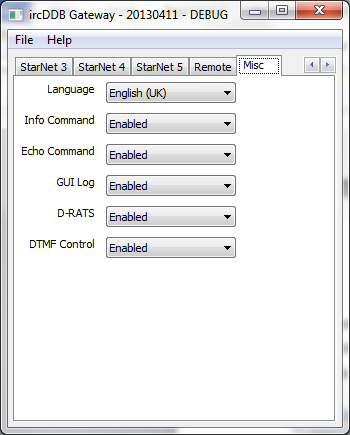 ircDDB Gateway - 20130411 - DEBUG
File Help
StarNet 3 StarNet 4 StarNet 5 Remote Misc
Language English (UK)
Info Command Enabled
Echo Command Enabled
GUI Log Enabled
D-RATS Enabled
DTMF Control Enabled